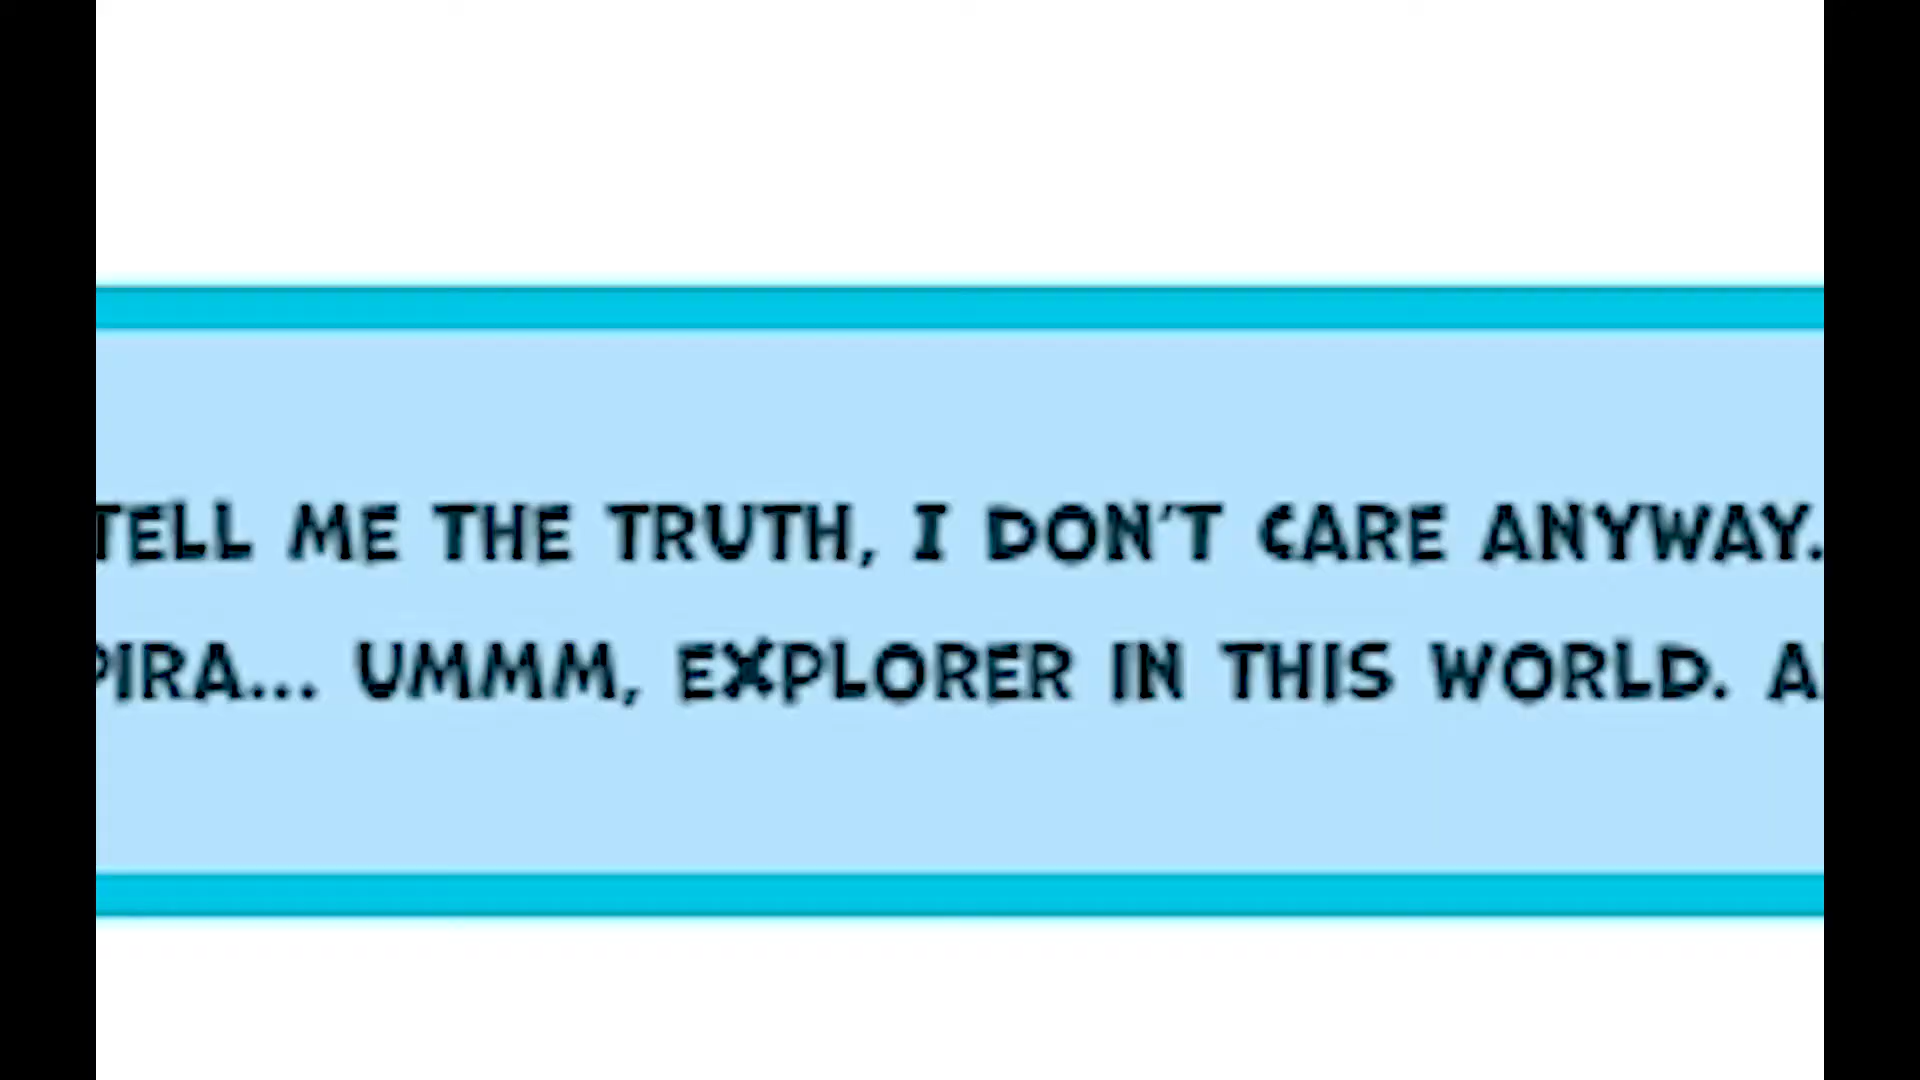 TELL ME THE TRUTH, I DON'T CARE ANYWAY.
PIRA... UMMM, EXPLORER IN THIS WORLD.